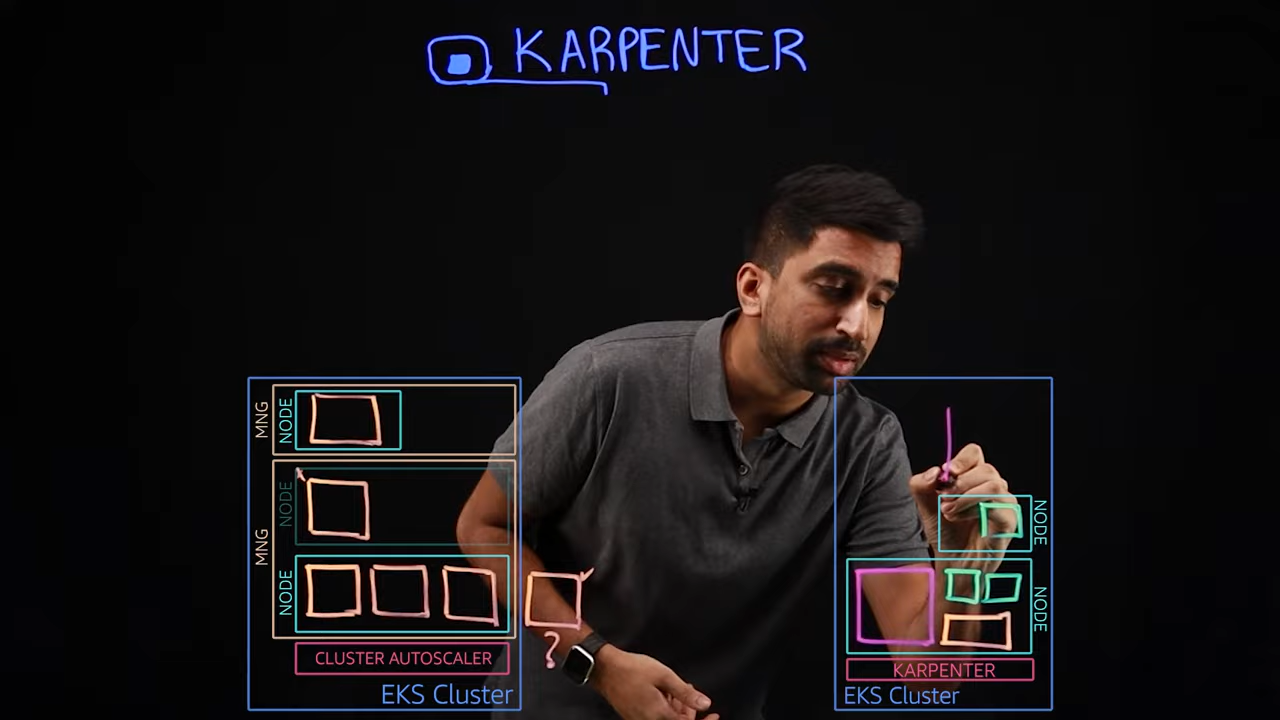 KARPENTER
MNG
NODE
MNG
NODE
NODE
?
CLUSTER AUTOSCALER
EKS Cluster
NODE
NODE
KARPENTER
EKS Cluster